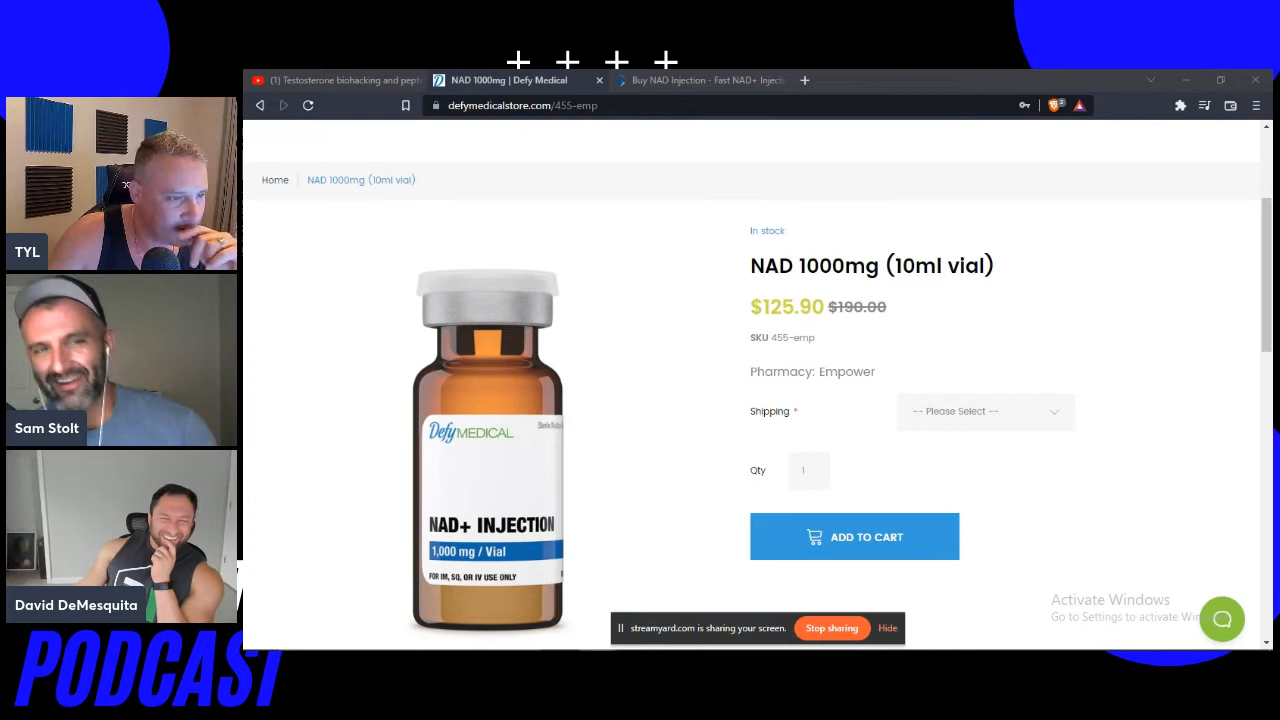 (1) Testosterone biohacking and pept
NAD 1000mg | Defy Medical
Buy NAD Injection - Fast NAD+ Inject
defymedicalstore.com/455-emp
Home
NAD 1000mg (10ml vial)
In stock
NAD 1000mg (10ml vial)
$125.90 $190.00
SKU 455-emp
Pharmacy: Empower
Shipping *
-- Please Select --
Qty
1
ADD TO CART
Defy MEDICAL
NAD+ INJECTION
1,000 mg / Vial
FOR IM, SQ, OR IV USE ONLY
Activate Windows
Go to Settings to activate Win
streamyard.com is sharing your screen.
Stop sharing
Hide
TYL
Sam Stolt
David DeMesquita
PODCAST